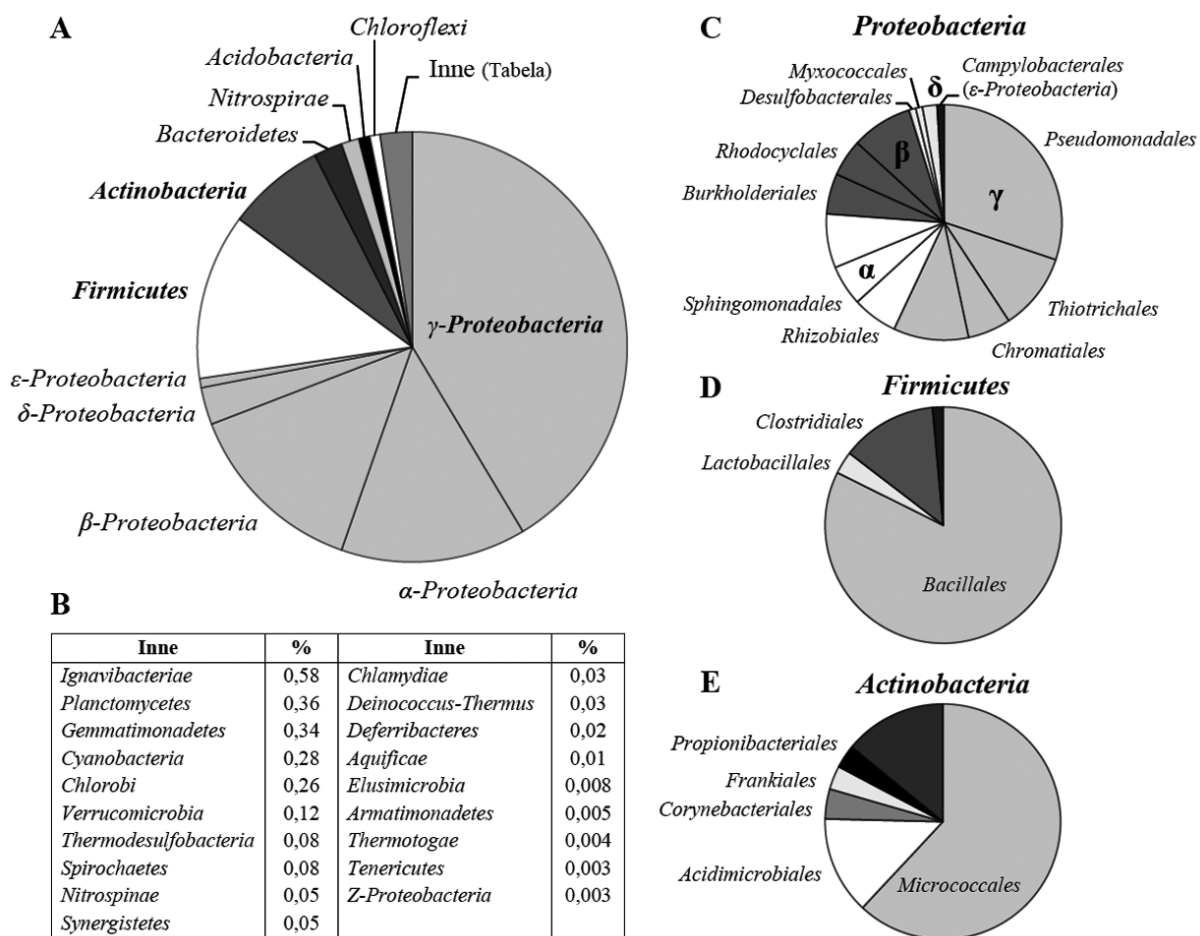 A
Chloroflexi
Acidobacteria
Inne (Tabela)
Nitrospirae
Bacteroidetes
Actinobacteria
Firmicutes
γ-Proteobacteria
ε-Proteobacteria
δ-Proteobacteria
β-Proteobacteria
α-Proteobacteria
B
Inne % Inne %
Ignavibacteriae 0,58 Chlamydiae 0,03
Planctomycetes 0,36 Deinococcus-Thermus 0,03
Gemmatimonadetes 0,34 Deferribacteres 0,02
Cyanobacteria 0,28 Aquificae 0,01
Chlorobi 0,26 Elusimicrobia 0,008
Verrucomicrobia 0,12 Armatimonadetes 0,005
Thermodesulfobacteria 0,08 Thermotogae 0,004
Spirochaetes 0,08 Tenericutes 0,003
Nitrospinae 0,05 Z-Proteobacteria 0,003
Synergistetes 0,05
C Proteobacteria
Myxococcales
δ
Campylobacterales
(ε-Proteobacteria)
Desulfobacterales
Pseudomonadales
β
Rhodocyclales
Burkholderiales
γ
α
Sphingomonadales
Thiotrichales
Rhizobiales
Chromatiales
D Firmicutes
Clostridiales
Lactobacillales
Bacillales
E Actinobacteria
Propionibacteriales
Frankiales
Corynebacteriales
Acidimicrobiales
Micrococcales